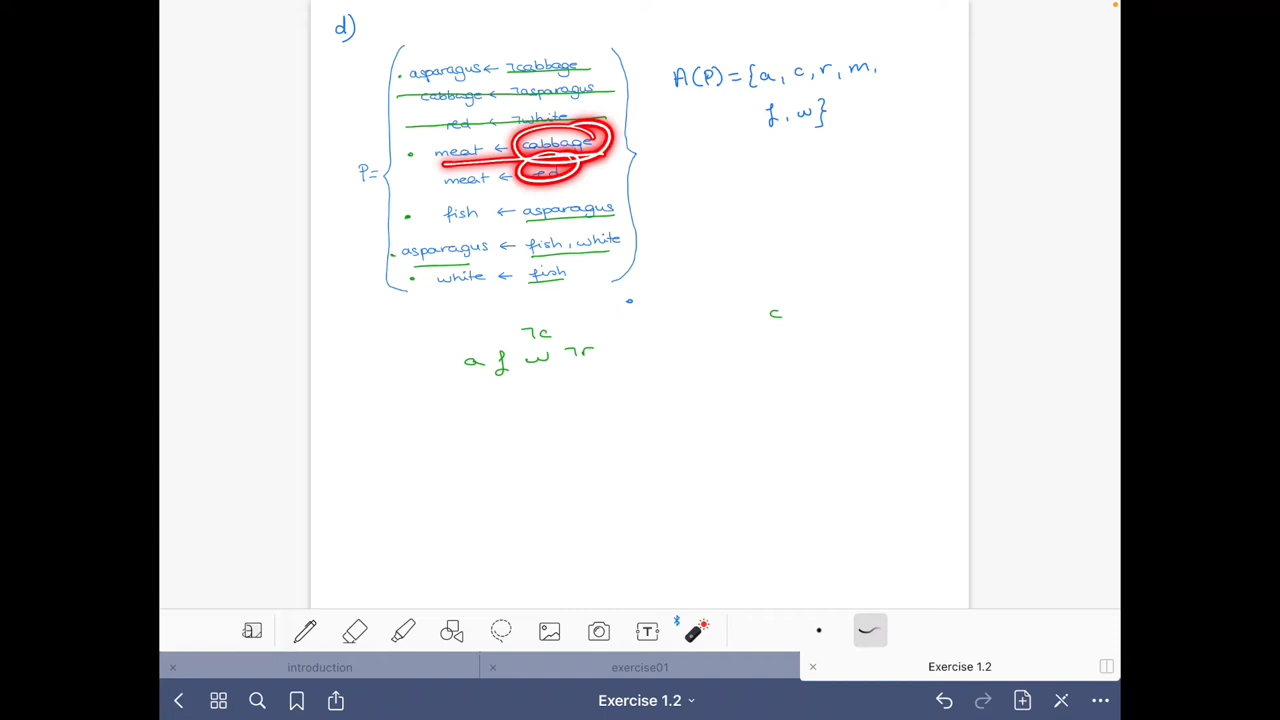 d)
asparagus ← ¬cabbage
cabbage ← ¬asparagus
red ← ¬white
meat ← cabbage
P =
meat ← red
fish ← asparagus
asparagus ← fish, white
white ← fish
A(P) = {a, c, r, m,
f, w}
c
¬c
a f w ¬r
T
introduction
exercise01
Exercise 1.2
Exercise 1.2